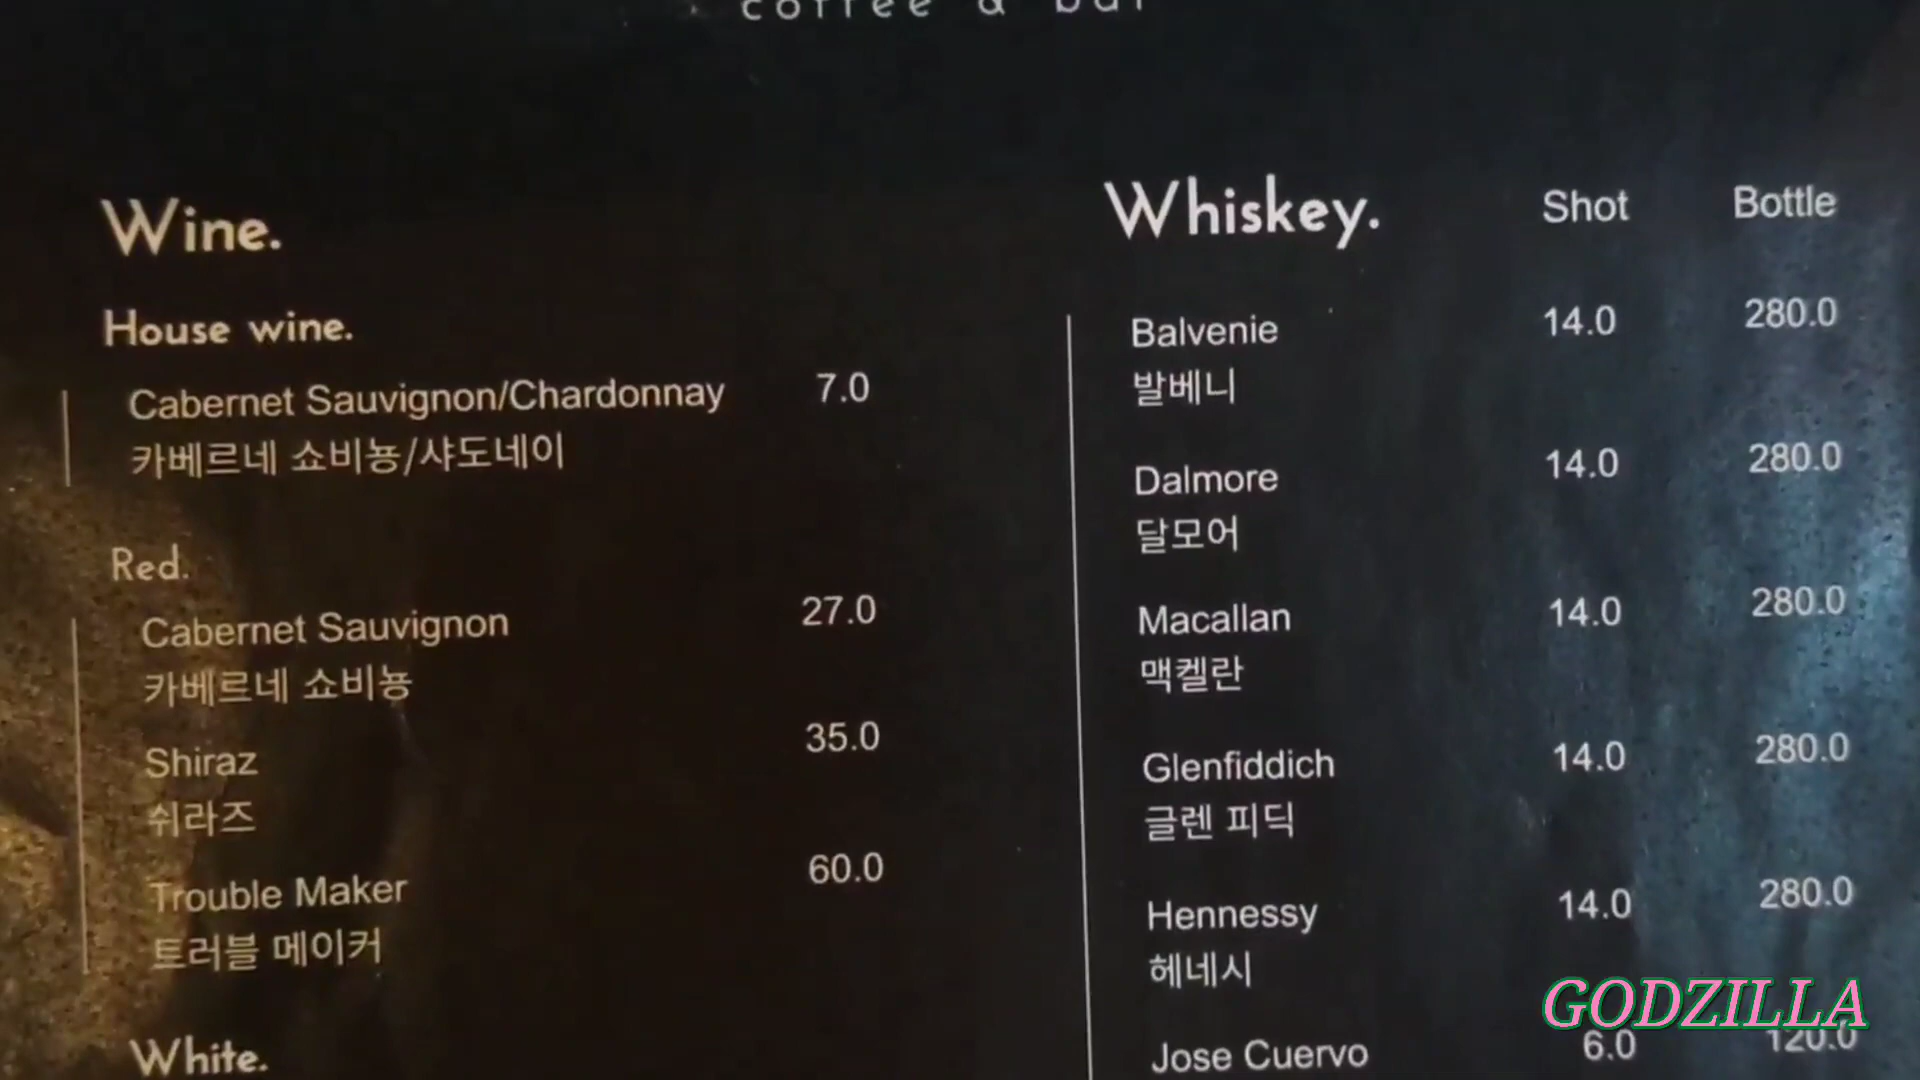 coffee & bar
Wine.
House wine.
Cabernet Sauvignon/Chardonnay 7.0
카베르네 쇼비뇽/샤도네이
Red.
Cabernet Sauvignon 27.0
카베르네 쇼비뇽
Shiraz 35.0
쉬라즈
Trouble Maker 60.0
트러블 메이커
White.
Whiskey. Shot Bottle
Balvenie 14.0 280.0
발베니
Dalmore 14.0 280.0
달모어
Macallan 14.0 280.0
맥켈란
Glenfiddich 14.0 280.0
글렌 피딕
Hennessy 14.0 280.0
헤네시
Jose Cuervo 6.0 120.0
GODZILLA